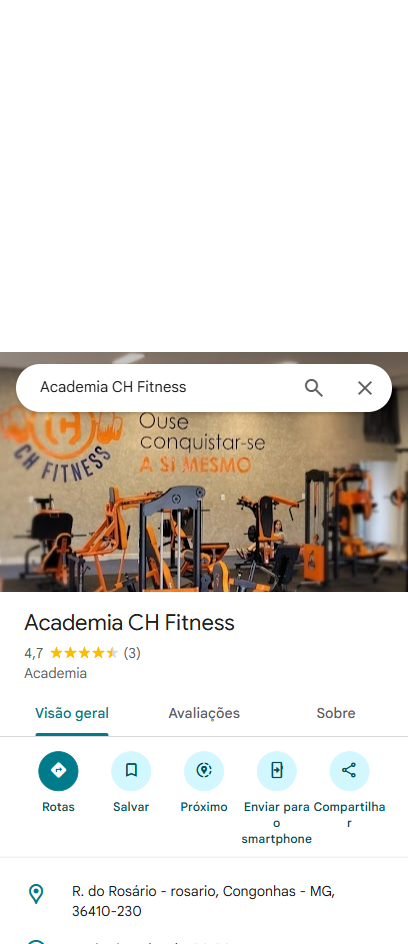 Academia CH Fitness
Ouse
conquistar-se
A SI MESMO
CH FITNESS
Academia CH Fitness
4,7 (3)
Academia
Visão geral Avaliações Sobre
Rotas Salvar Próximo Enviar para o smartphone Compartilhar
R. do Rosário - rosario, Congonhas - MG,
36410-230